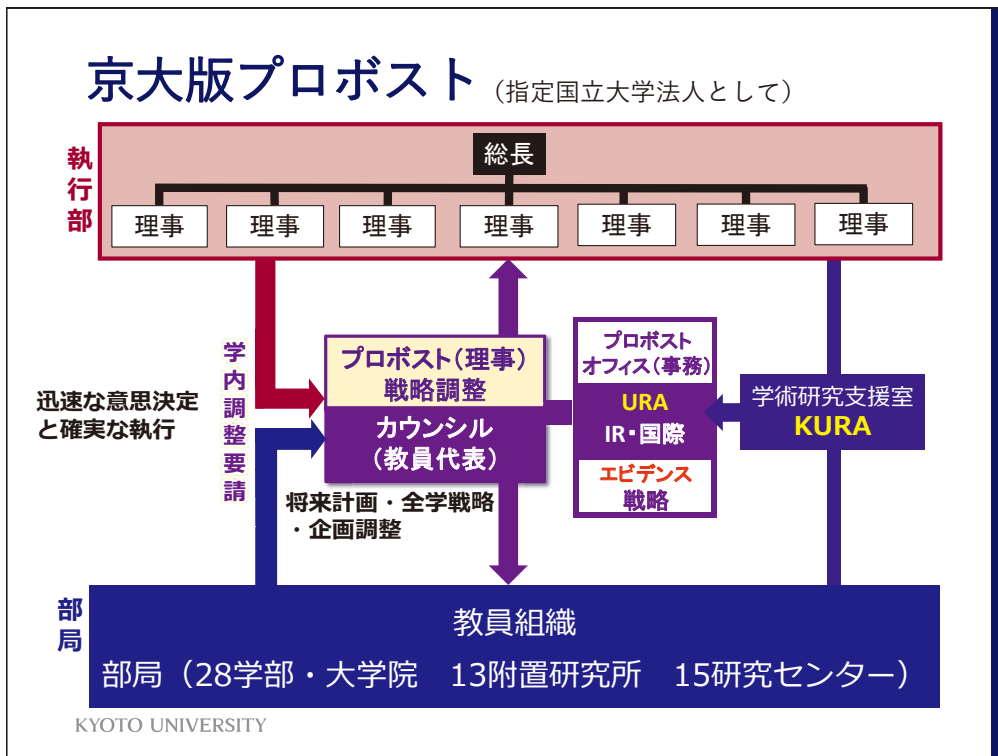 京大版プロボスト（指定国立大学法人として）
執行部
総長
理事 理事 理事 理事 理事 理事 理事
学内調整要請
迅速な意思決定
と確実な執行
プロボスト（理事）
戦略調整
カウンシル
（教員代表）
将来計画・全学戦略
・企画調整
プロボスト
オフィス（事務）
URA
IR・国際
エビデンス
戦略
学術研究支援室
KURA
部局
教員組織
部局（28学部・大学院　13附置研究所　15研究センター）
KYOTO UNIVERSITY